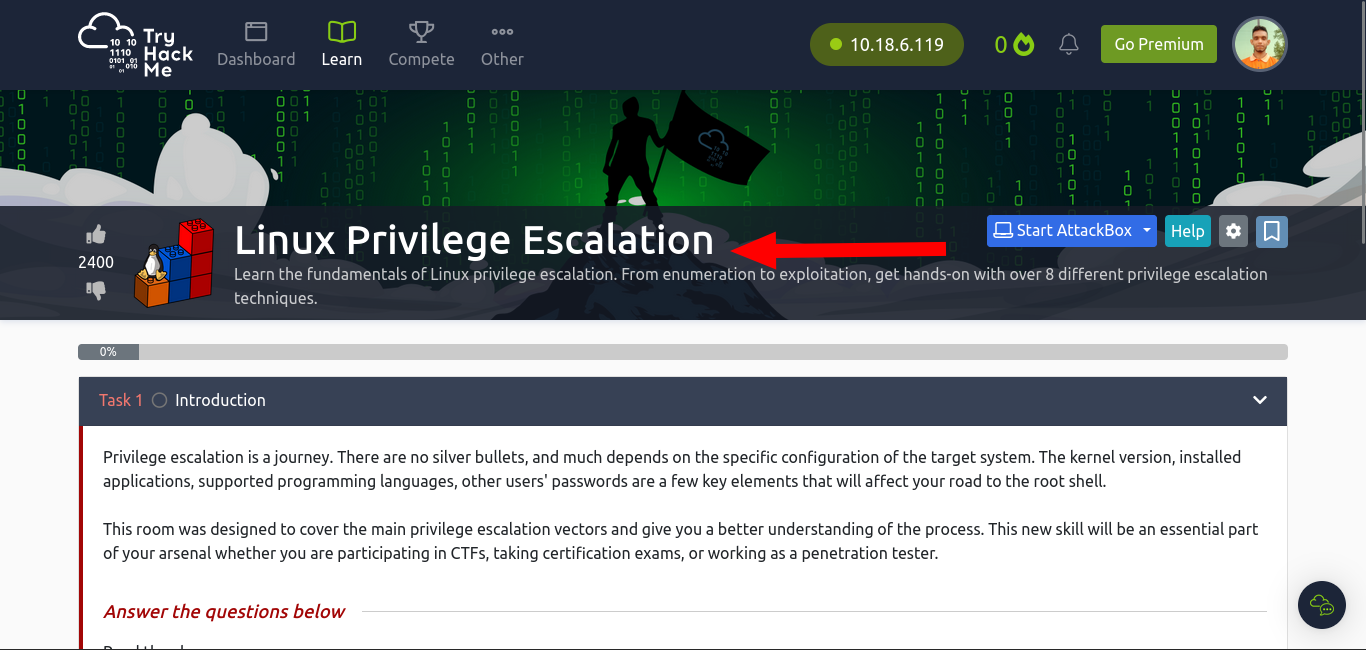 Try
Hack
Me
Dashboard
Learn
Compete
Other
10.18.6.119
0
Go Premium
2400
Linux Privilege Escalation
Learn the fundamentals of Linux privilege escalation. From enumeration to exploitation, get hands-on with over 8 different privilege escalation
techniques.
Start AttackBox
Help
0%
Task 1
Introduction
Privilege escalation is a journey. There are no silver bullets, and much depends on the specific configuration of the target system. The kernel version, installed
applications, supported programming languages, other users' passwords are a few key elements that will affect your road to the root shell.
This room was designed to cover the main privilege escalation vectors and give you a better understanding of the process. This new skill will be an essential part
of your arsenal whether you are participating in CTFs, taking certification exams, or working as a penetration tester.
Answer the questions below